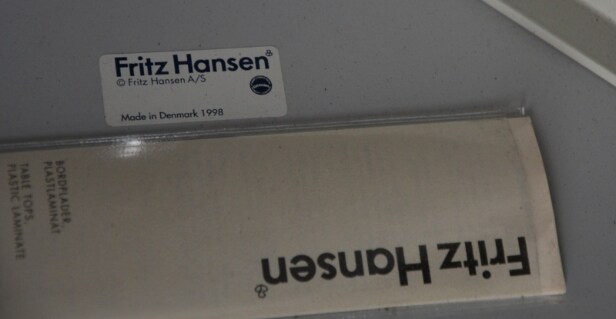 Fritz Hansen
© Fritz Hansen A/S
Made in Denmark 1998
BORDPLADER,
PLASTLAMINAT
TABLE TOPS,
PLASTIC LAMINATE
Fritz Hansen